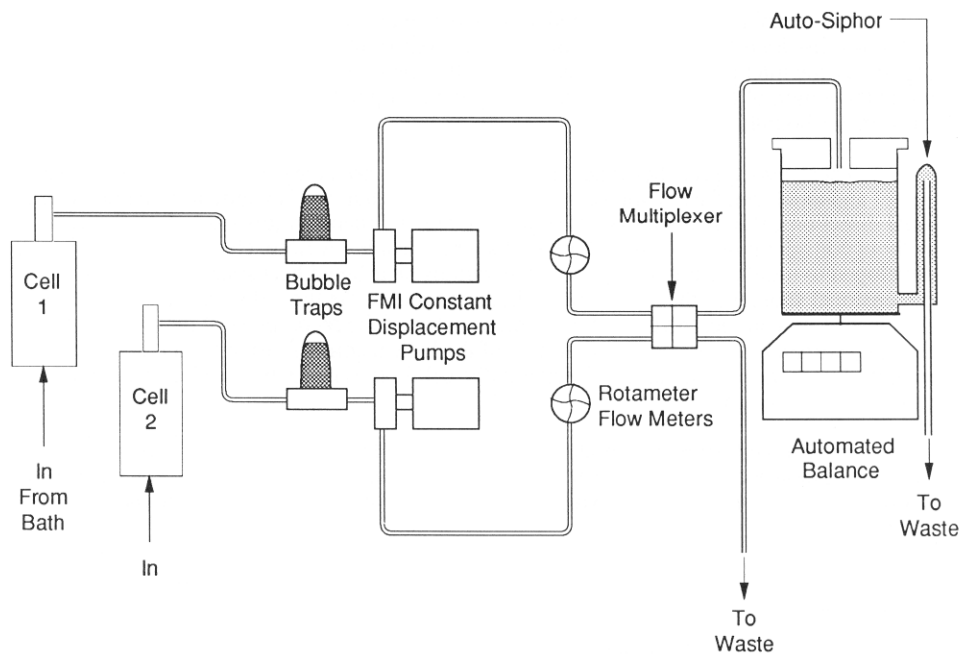 Auto-Siphor
Flow
Multiplexer
Cell
1
Bubble
Traps
FMI Constant
Displacement
Pumps
Cell
2
Rotameter
Flow Meters
Automated
Balance
In
From
Bath
In
To
Waste
To
Waste